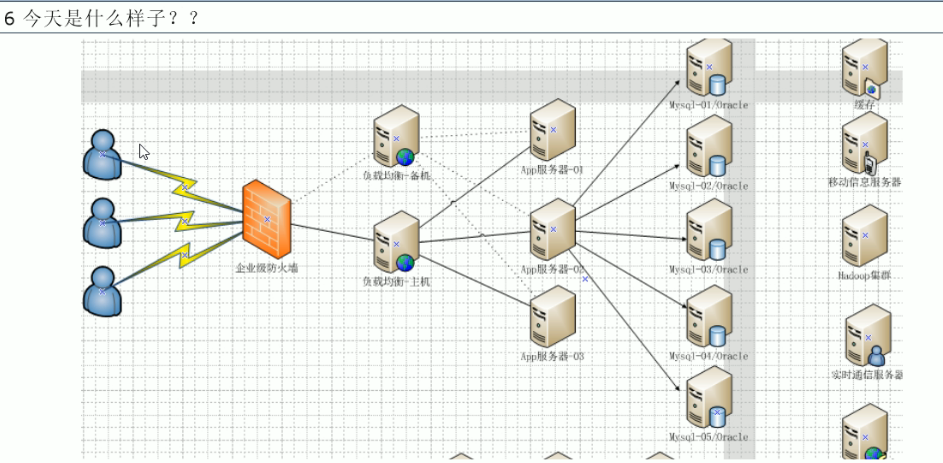 6 今天是什么样子？？
Mysql-01/Oracle
缓存
负载均衡-备机
App服务器-01
Mysql-02/Oracle
移动信息服务器
企业级防火墙
负载均衡-主机
App服务器-02
Mysql-03/Oracle
Hadoop集群
App服务器-03
Mysql-04/Oracle
实时通信服务器
Mysql-05/Oracle